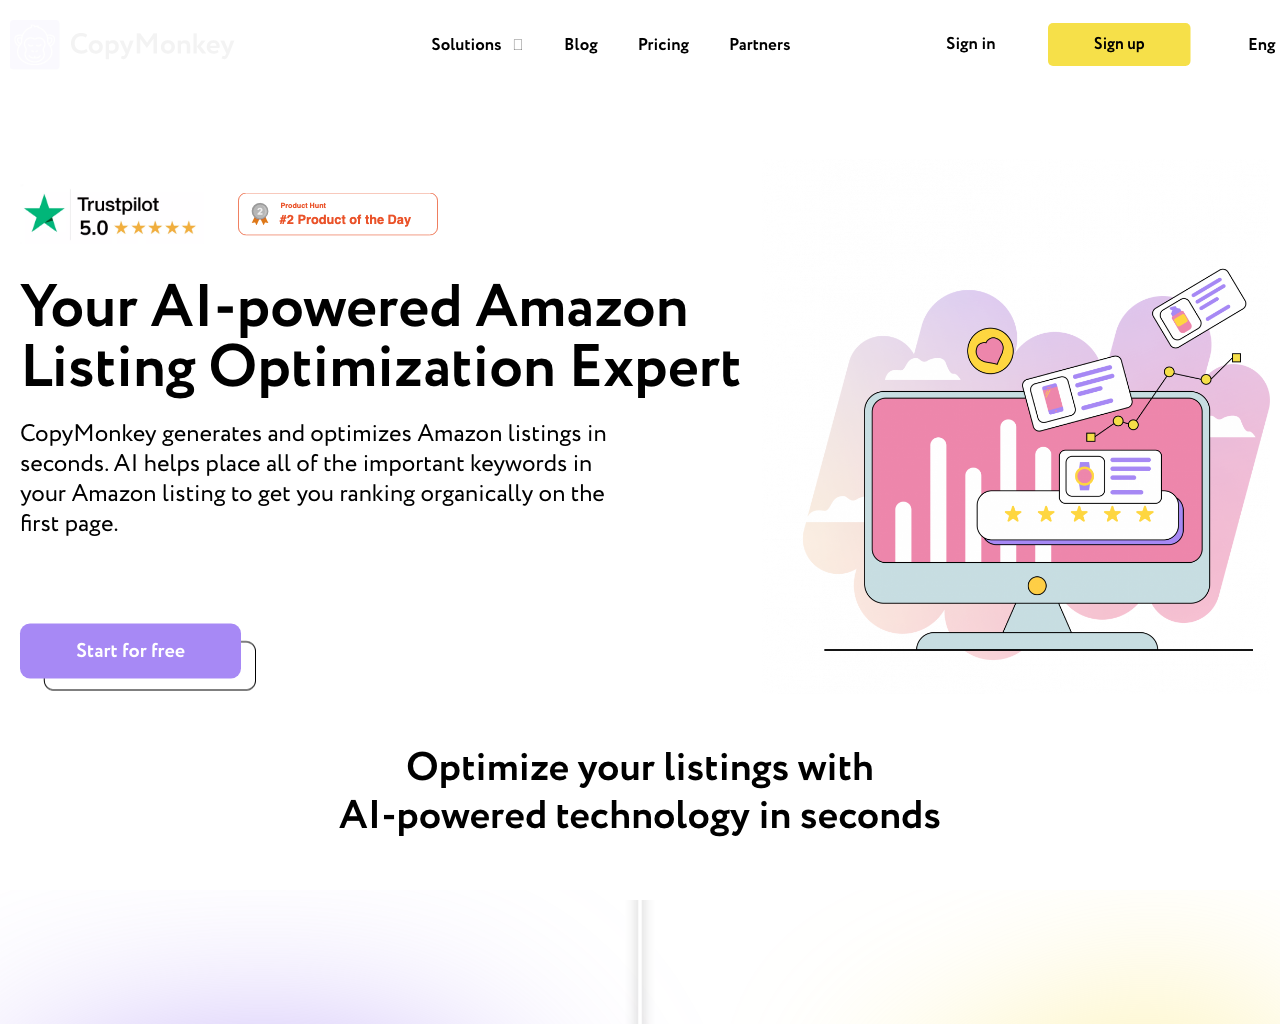 CopyMonkey
Solutions
Blog
Pricing
Partners
Sign in
Sign up
Eng
Trustpilot
5.0
2
Product Hunt
#2 Product of the Day
Your AI-powered Amazon
Listing Optimization Expert
CopyMonkey generates and optimizes Amazon listings in
seconds. AI helps place all of the important keywords in
your Amazon listing to get you ranking organically on the
first page.
Start for free
Optimize your listings with
AI-powered technology in seconds